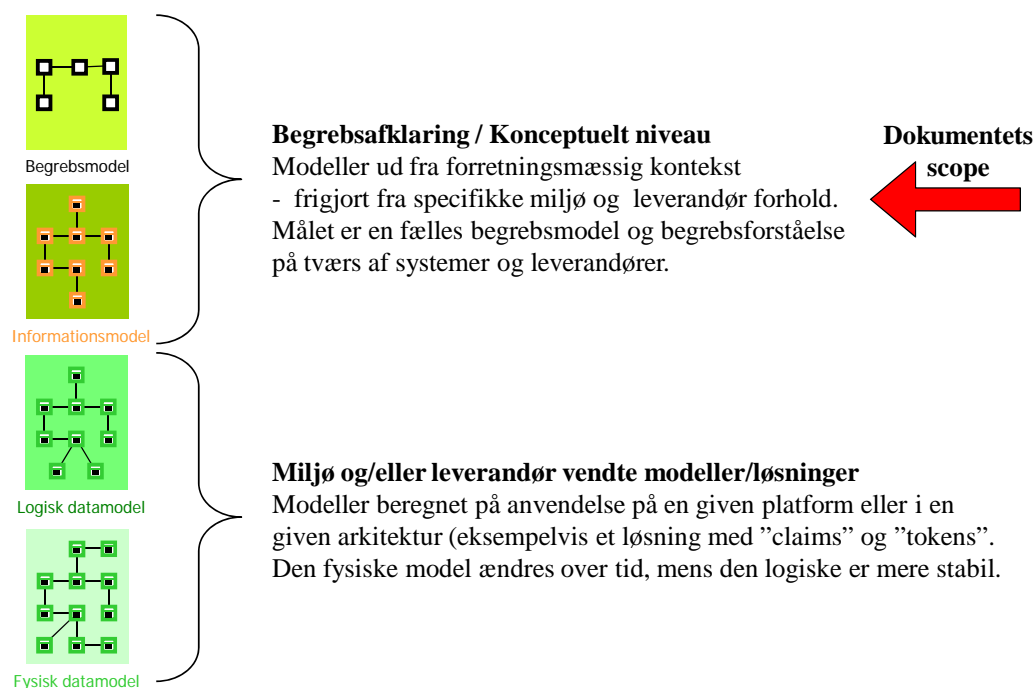 Begrebsmodel
Informationsmodel
Logisk datamodel
Fysisk datamodel
Begrebsafklaring / Konceptuelt niveau
Modeller ud fra forretningsmæssig kontekst
- frigjort fra specifikke miljø og leverandør forhold.
Målet er en fælles begrebsmodel og begrebsforståelse
på tværs af systemer og leverandører.
Dokumentets
scope
Miljø og/eller leverandør vendte modeller/løsninger
Modeller beregnet på anvendelse på en given platform eller i en
given arkitektur (eksempelvis et løsning med ”claims” og ”tokens”.
Den fysiske model ændres over tid, mens den logiske er mere stabil.